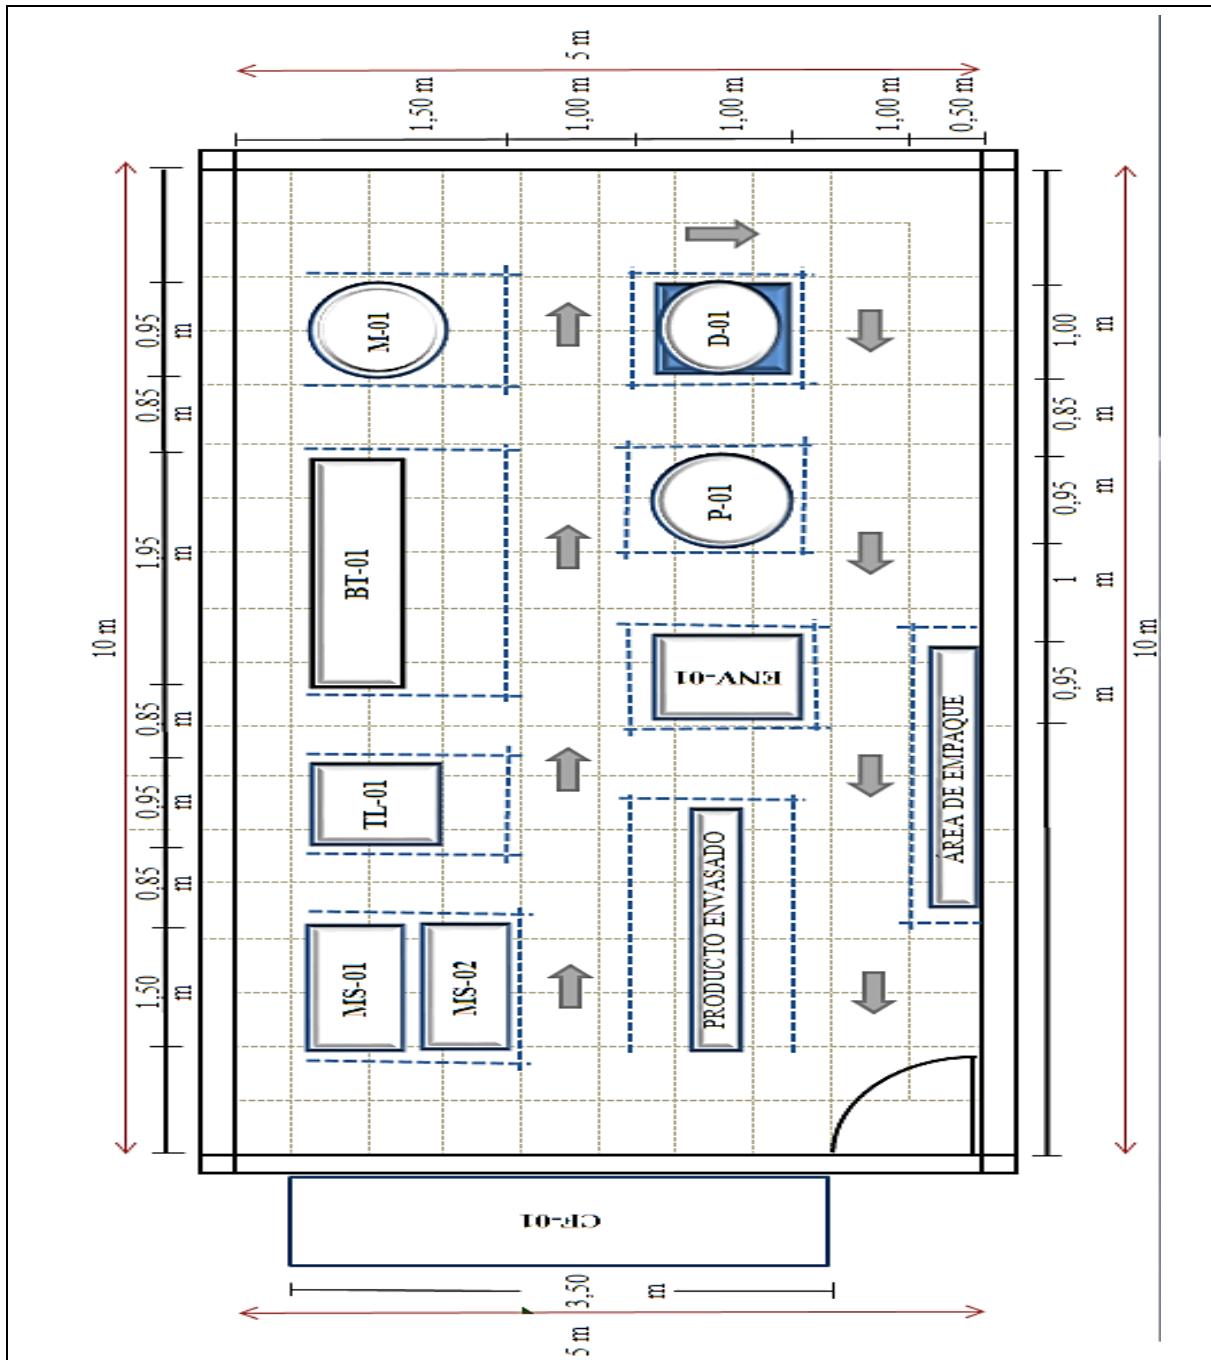 5 m
1,50 m
1,00 m
1,00 m
1,00 m
0,50 m
10 m
0,95 m
0,85 m
1,95 m
0,85 m
0,95 m
0,85 m
1,50 m
M-01
BT-01
TL-01
MS-01
MS-02
D-01
P-01
ENV-01
PRODUCTO ENVASADO
ÁREA DE EMPAQUE
1,00 m
0,85 m
0,95 m
1 m
0,95 m
10 m
CF-01
3,50 m
5 m